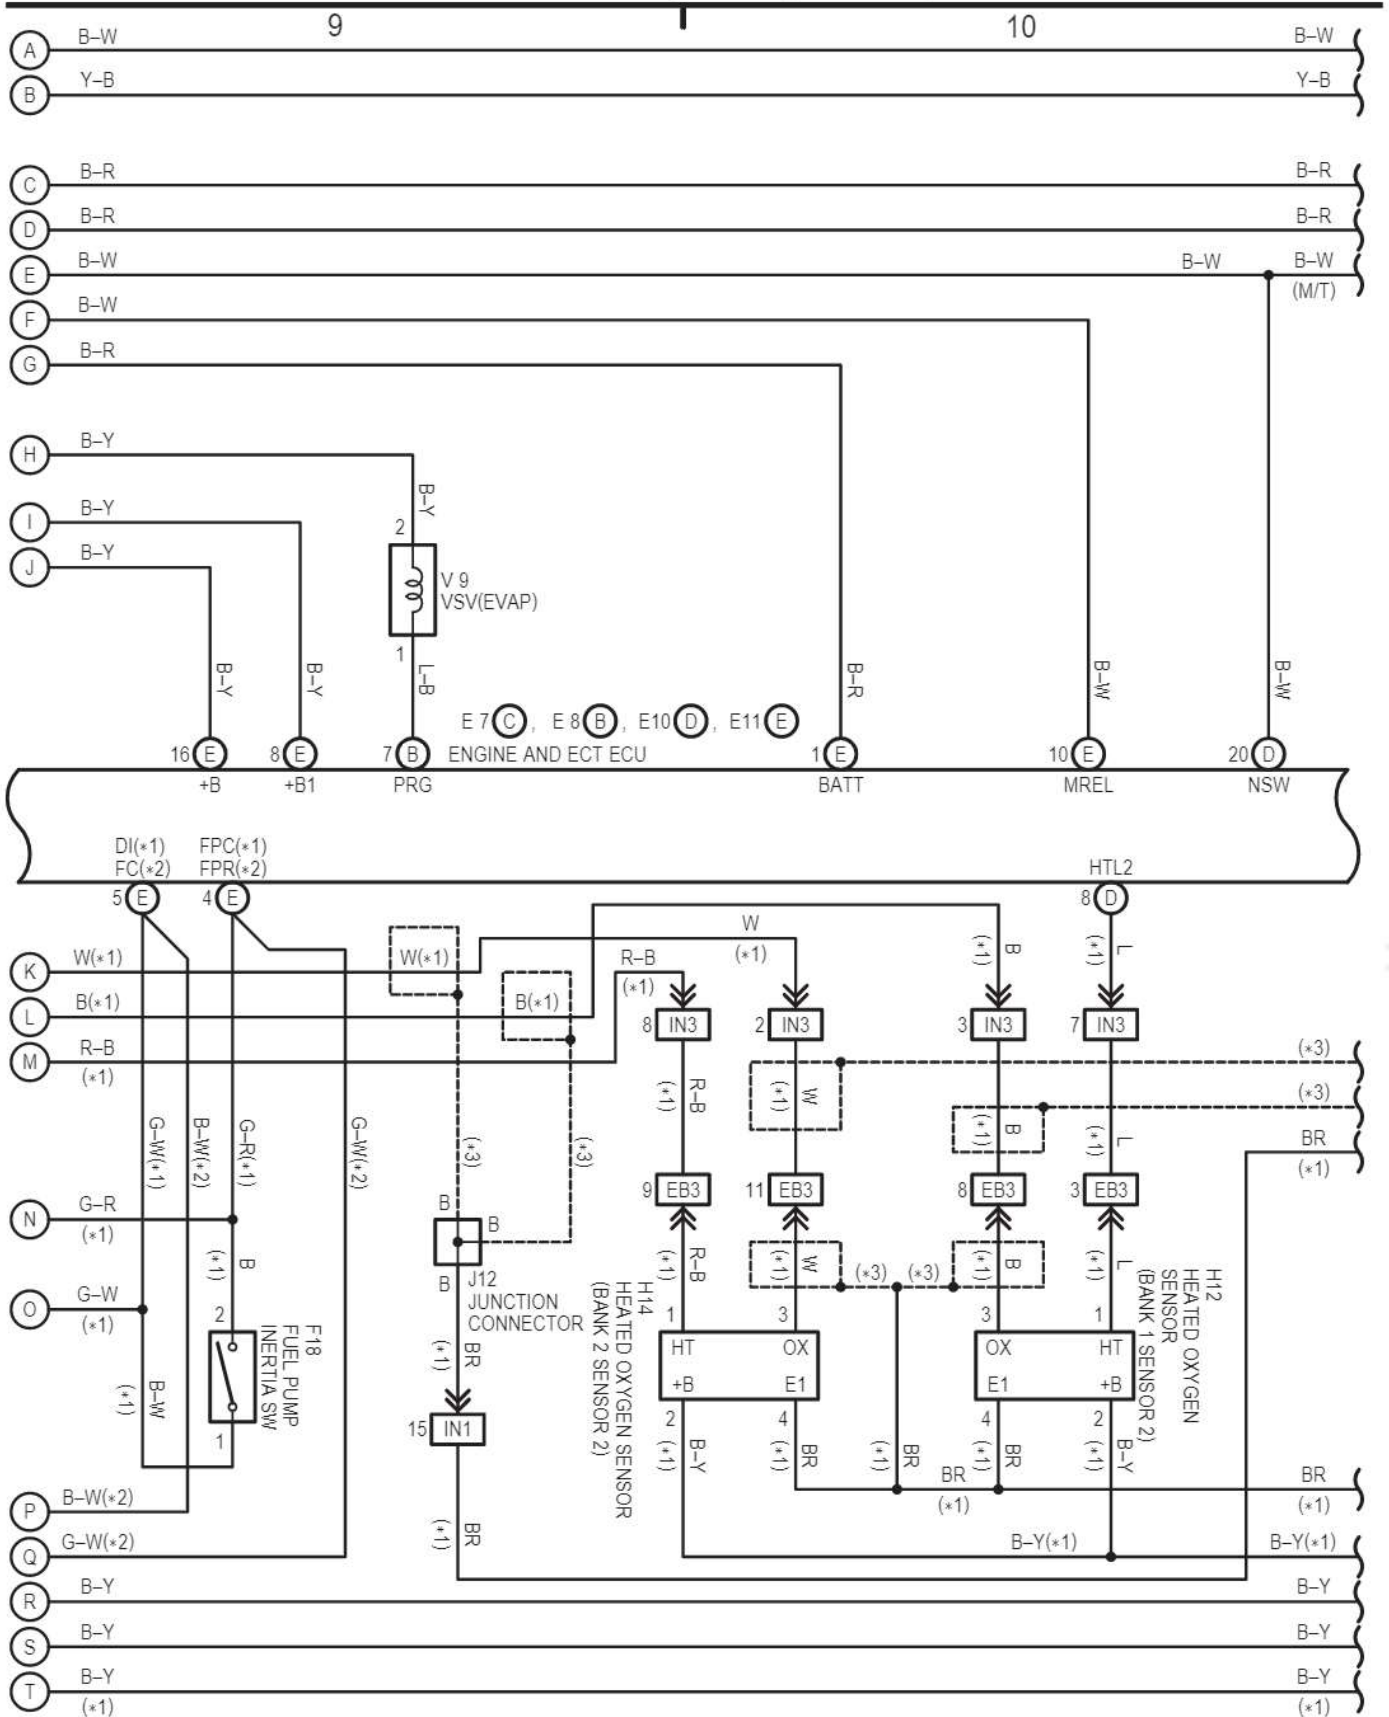 9 10
A B–W B–W
B Y–B Y–B
C B–R B–R
D B–R B–R
E B–W B–W B–W
(M/T)
F B–W
G B–R
H B–Y
B–Y
I B–Y
2
J B–Y
V 9
VSV(EVAP)
1
B–Y B–Y L–B B–R B–W B–W
E 7 C , E 8 B , E10 D , E11 E
16 E 8 E 7 B ENGINE AND ECT ECU 1 E 10 E 20 D
+B +B1 PRG BATT MREL NSW
DI(∗1) FPC(∗1)
FC(∗2) FPR(∗2) HTL2
5 E 4 E 8 D
W
(∗1)
B (∗1) L (∗1)
K W(∗1) W(∗1) R–B
(∗1)
L B(∗1) B(∗1)
8 IN3 2 IN3 3 IN3 7 IN3
M R–B
(∗1)
(∗3)
R–B (∗1) W (∗1)
(∗3)
B (∗1) L (∗1)
BR
(∗1)
G–W(∗1) B–W(∗2) G–R(∗1) G–W(∗2) (∗3) (∗3)
9 EB3 11 EB3 8 EB3 3 EB3
N G–R
(∗1)
B B
B (∗1)
R–B (∗1) W (∗1) (∗3) (∗3) B (∗1) L (∗1)
B J12
JUNCTION
CONNECTOR
O G–W
(∗1)
2
F18
FUEL PUMP
INERTIA SW
1
B–W (∗1)
BR (∗1)
H14
HEATED OXYGEN SENSOR
(BANK 2 SENSOR 2)
1 3 3 1
HT OX OX HT
+B E1 E1 +B
2 4 4 2
H12
HEATED OXYGEN
SENSOR
(BANK 1 SENSOR 2)
15 IN1
B–Y (∗1) BR (∗1) BR (∗1) BR (∗1) B–Y (∗1)
BR
(∗1)
BR
(∗1)
P B–W(∗2)
BR (∗1)
Q G–W(∗2) B–Y(∗1) B–Y(∗1)
R B–Y B–Y
S B–Y B–Y
T B–Y B–Y
(∗1) (∗1)